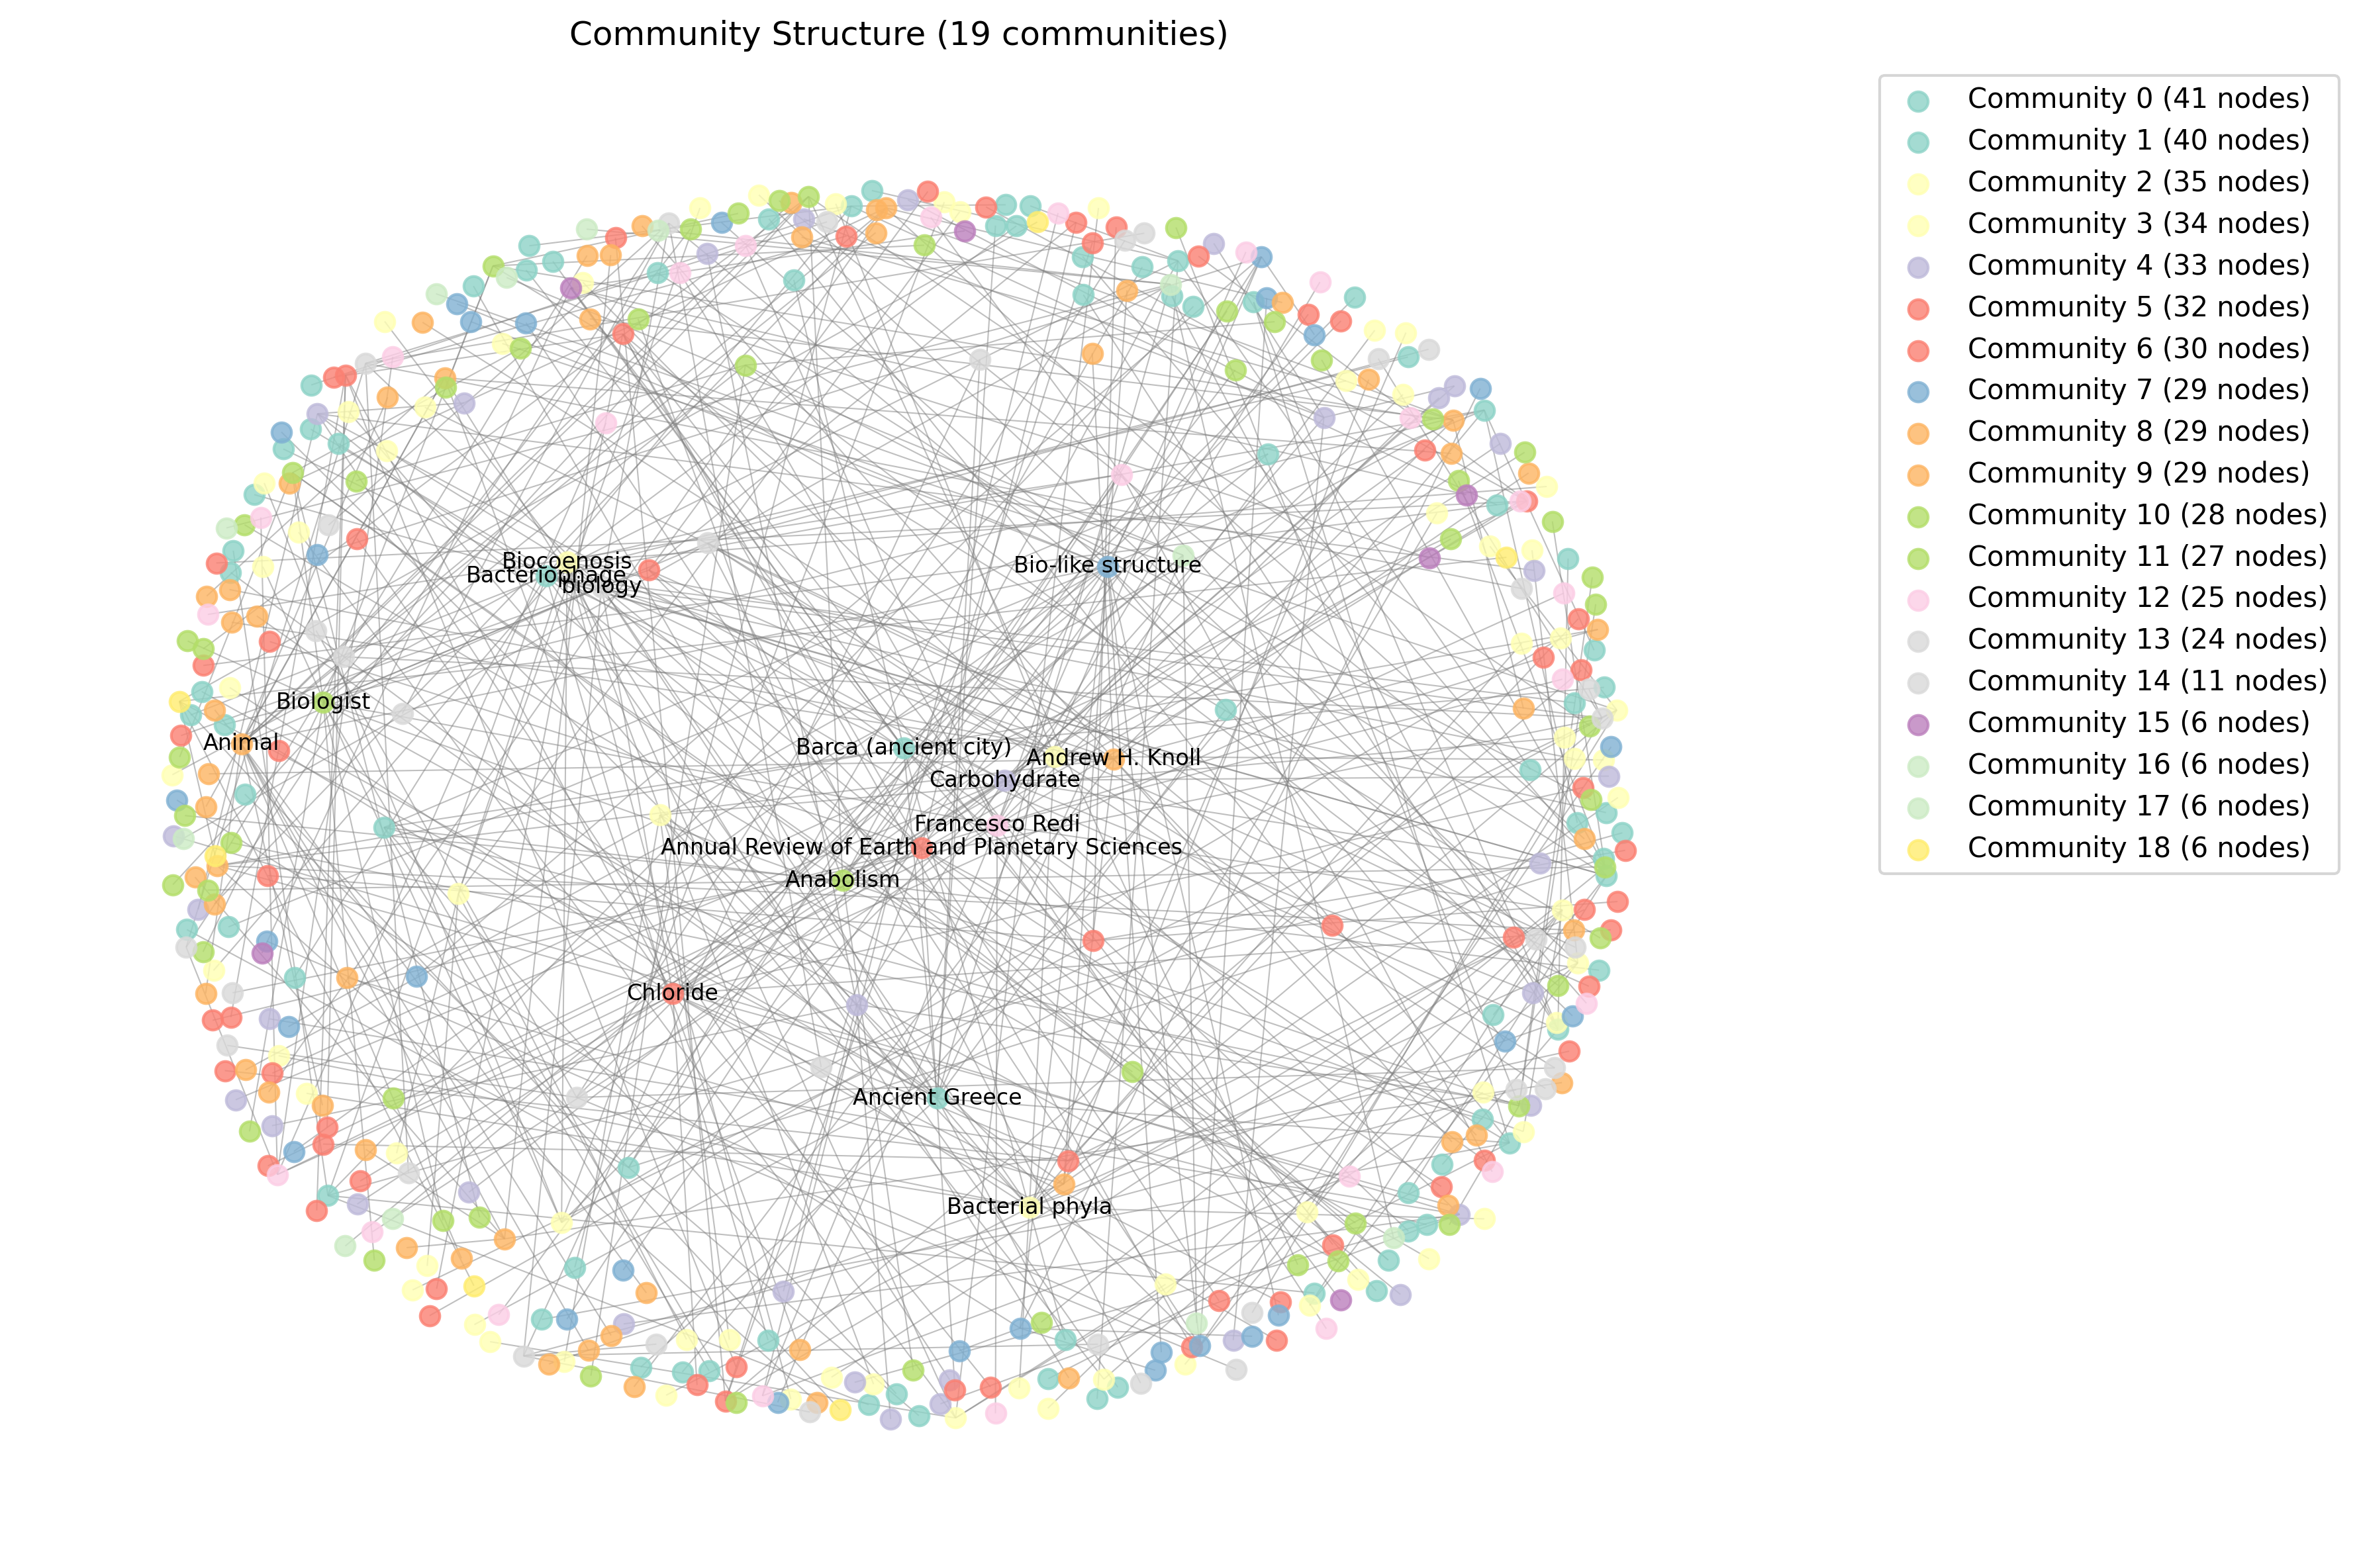 Community Structure (19 communities)
Community 0 (41 nodes)
Community 1 (40 nodes)
Community 2 (35 nodes)
Community 3 (34 nodes)
Community 4 (33 nodes)
Community 5 (32 nodes)
Community 6 (30 nodes)
Community 7 (29 nodes)
Community 8 (29 nodes)
Community 9 (29 nodes)
Community 10 (28 nodes)
Community 11 (27 nodes)
Community 12 (25 nodes)
Community 13 (24 nodes)
Community 14 (11 nodes)
Community 15 (6 nodes)
Community 16 (6 nodes)
Community 17 (6 nodes)
Community 18 (6 nodes)
Biocoenosis
Bacteriophage
biology
Bio-like structure
Biologist
Animal
Barca (ancient city)
Andrew H. Knoll
Carbohydrate
Francesco Redi
Annual Review of Earth and Planetary Sciences
Anabolism
Chloride
Ancient Greece
Bacterial phyla